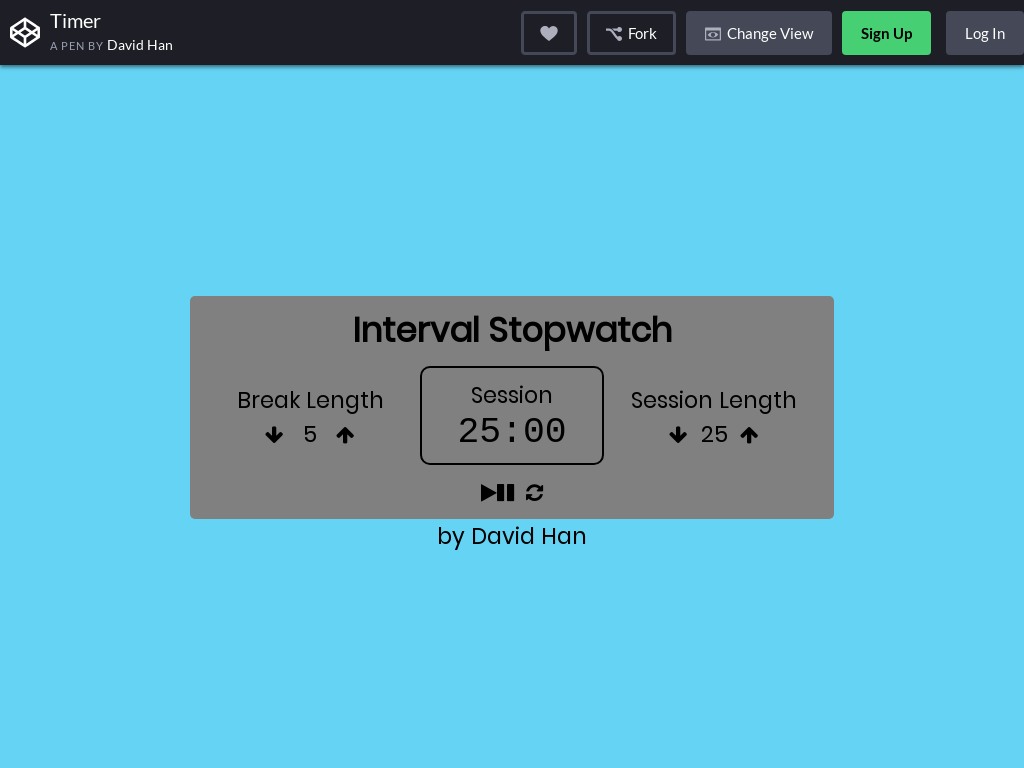 Timer
A PEN BY David Han
Fork
Change View
Sign Up
Log In
Interval Stopwatch
Break Length
5
Session
25:00
Session Length
25
by David Han